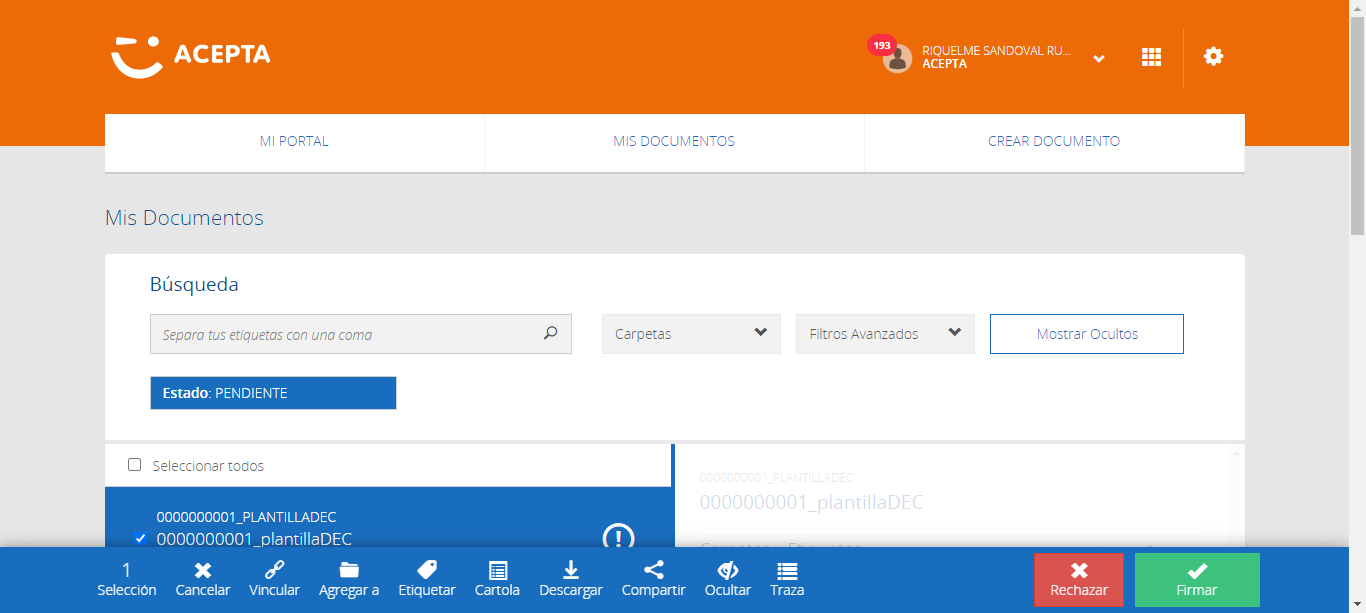 ACEPTA
193
RIQUELME SANDOVAL RU...
ACEPTA
MI PORTAL
MIS DOCUMENTOS
CREAR DOCUMENTO
Mis Documentos
Búsqueda
Separa tus etiquetas con una coma
Carpetas
Filtros Avanzados
Mostrar Ocultos
Estado: PENDIENTE
Seleccionar todos
0000000001_PLANTILLADEC
0000000001_plantillaDEC
0000000001_PLANTILLADEC
0000000001_plantillaDEC
Carpetas y Etiquetas
1
Selección
Cancelar
Vincular
Agregar a
Etiquetar
Cartola
Descargar
Compartir
Ocultar
Traza
Rechazar
Firmar